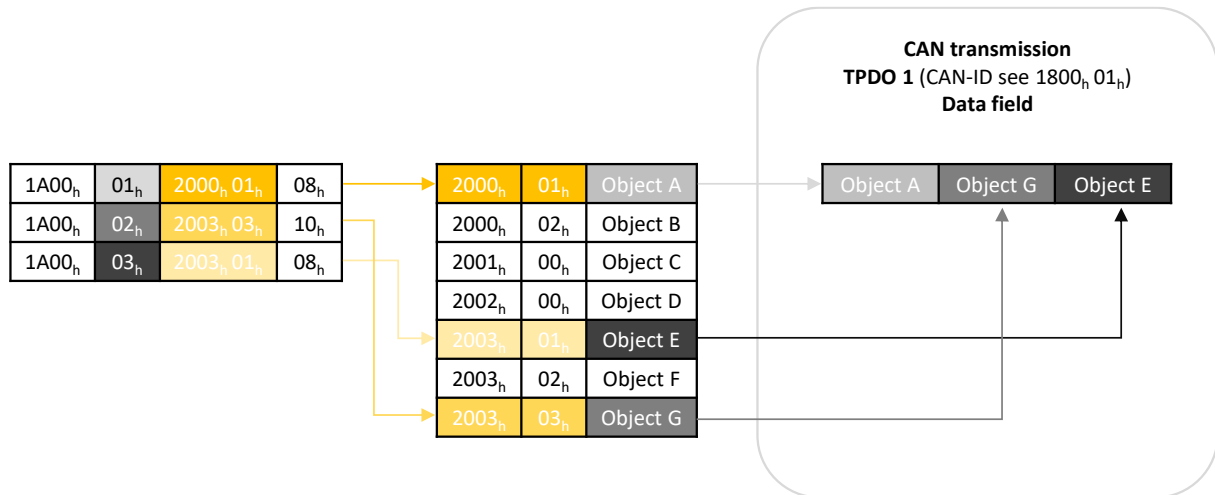 CAN transmission
TPDO 1 (CAN-ID see 1800h 01h)
Data field
1A00h 01h 2000h 01h 08h
1A00h 02h 2003h 03h 10h
1A00h 03h 2003h 01h 08h
2000h 01h Object A
2000h 02h Object B
2001h 00h Object C
2002h 00h Object D
2003h 01h Object E
2003h 02h Object F
2003h 03h Object G
Object A Object G Object E